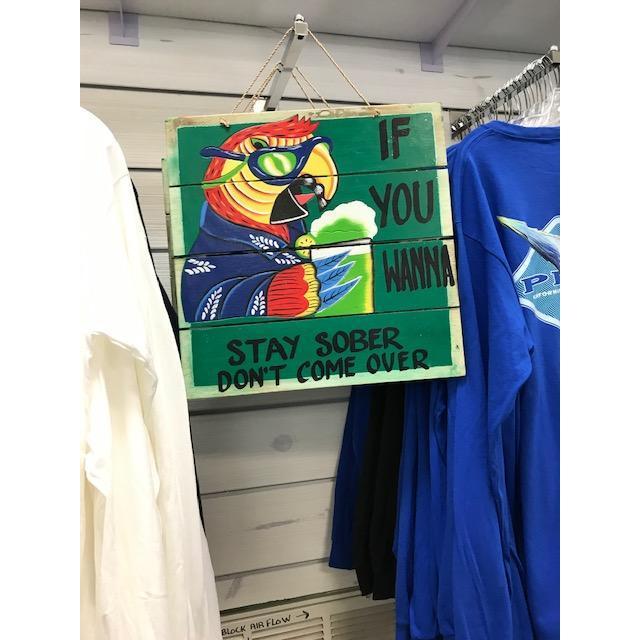 IF
YOU
WANNA
STAY SOBER
DON'T COME OVER
BLOCK AIR FLOW